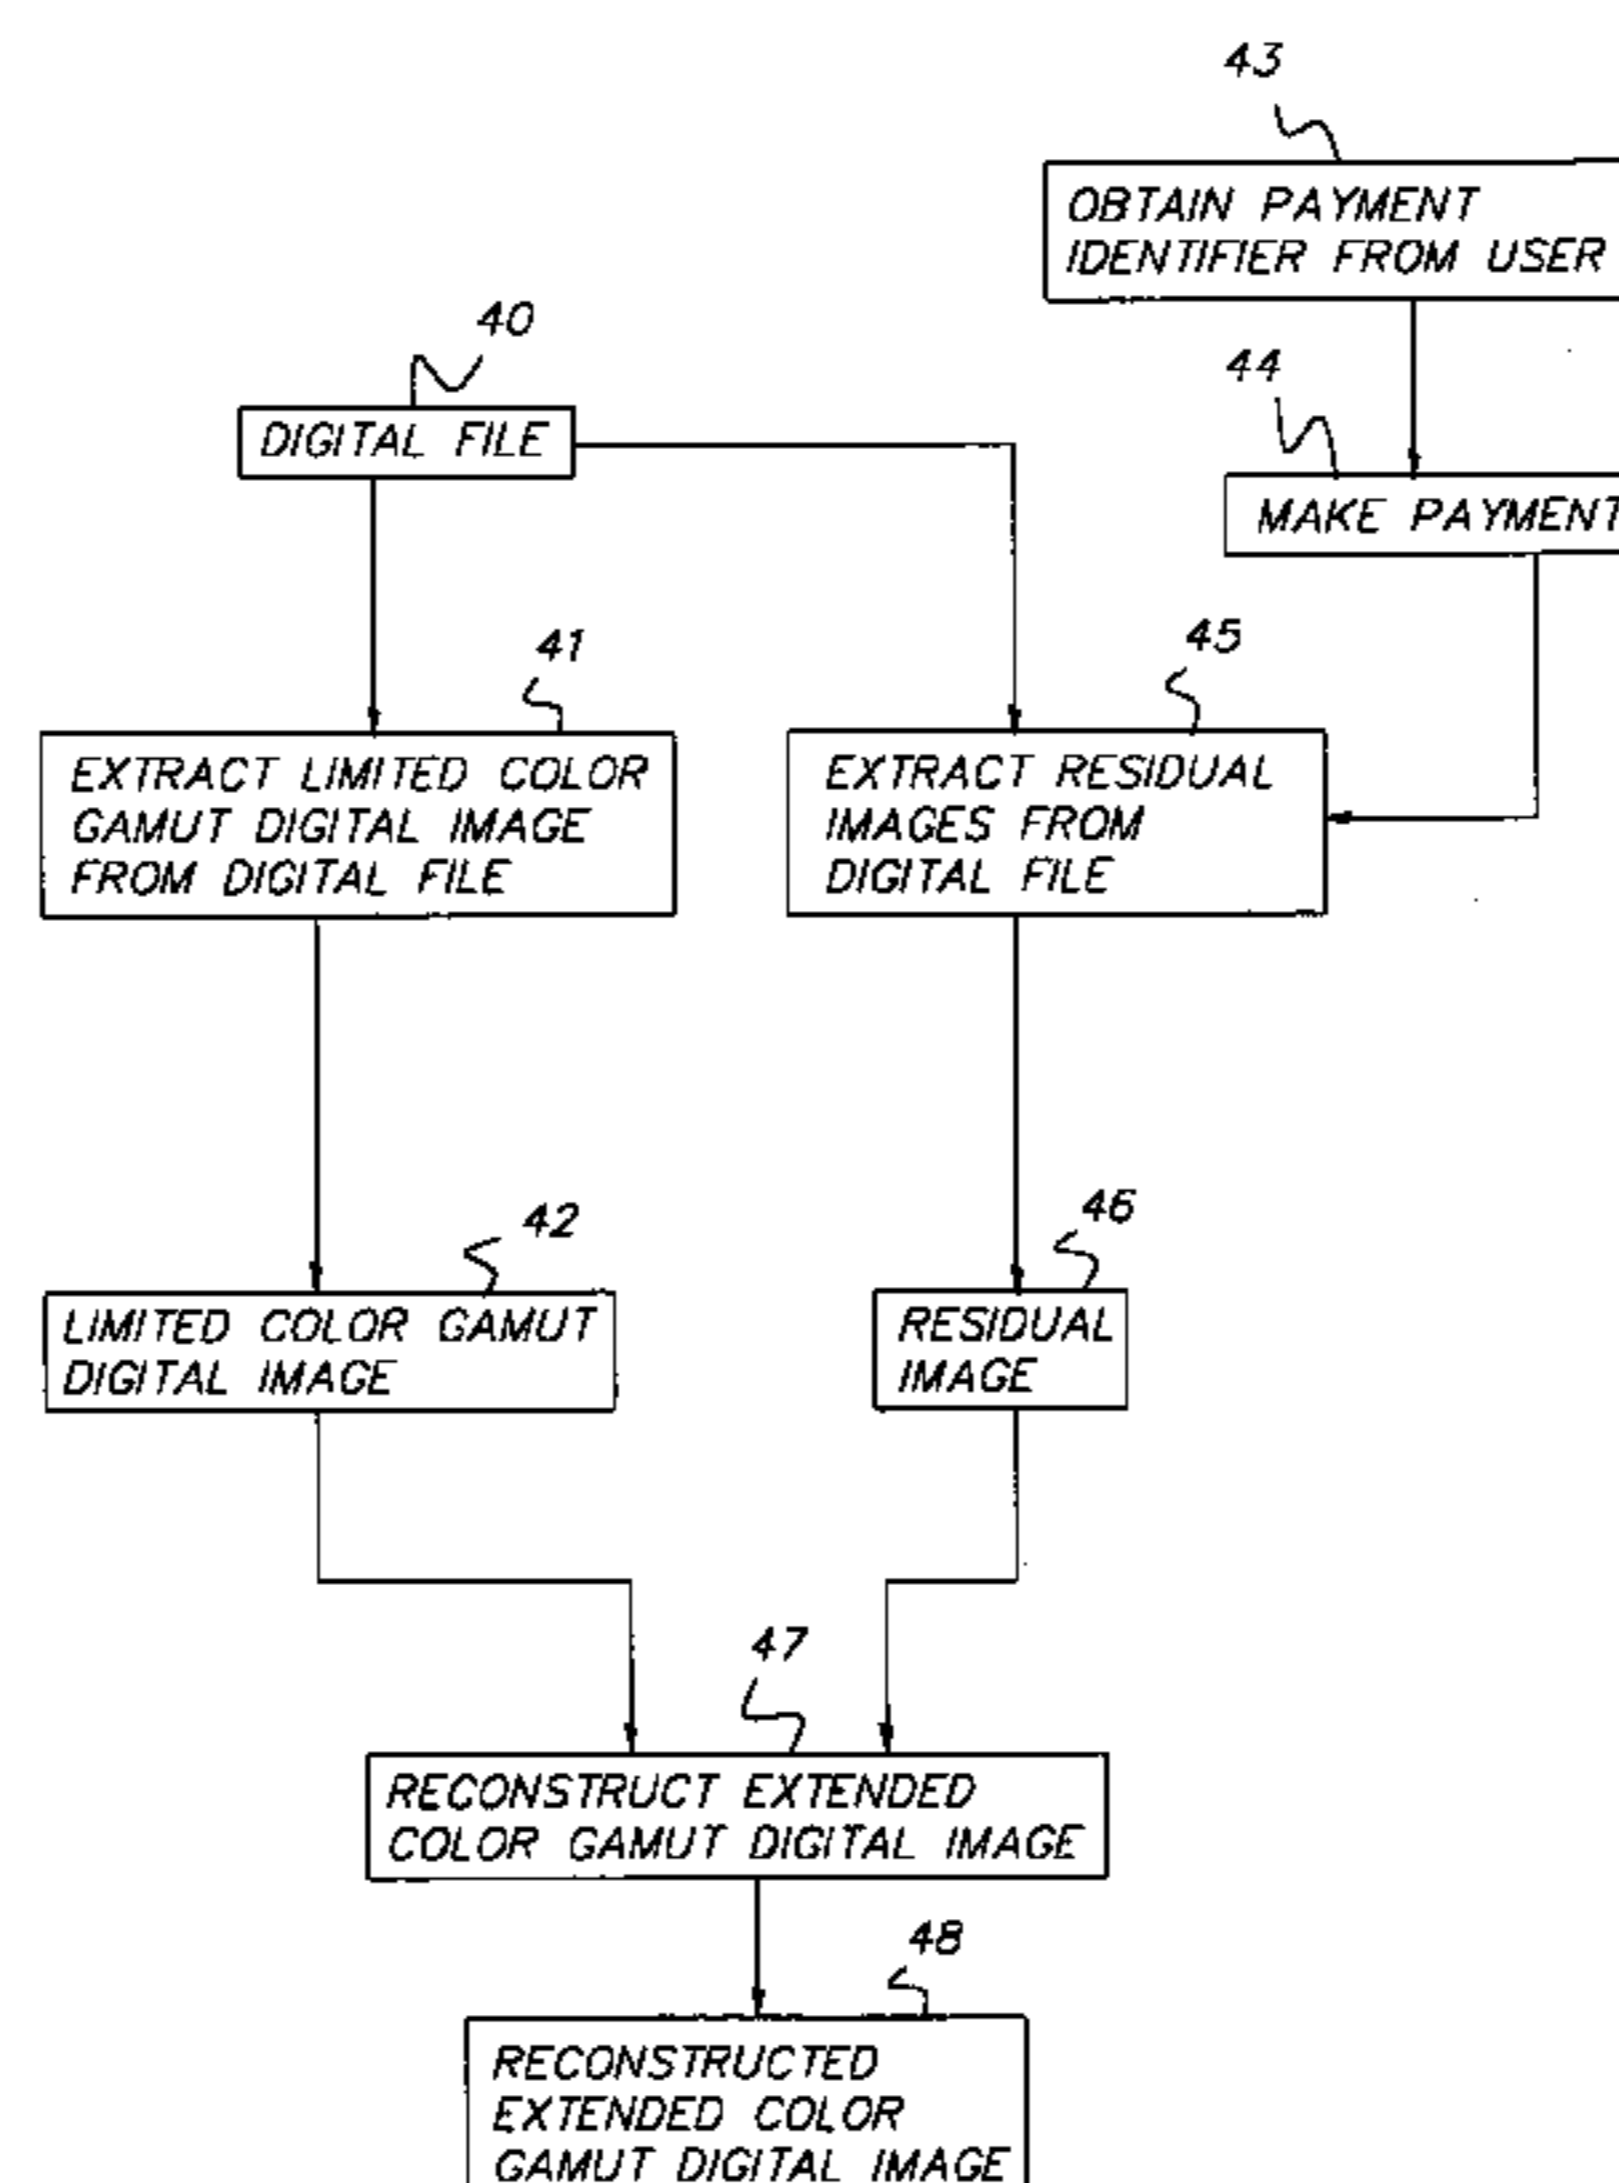 43
OBTAIN PAYMENT
IDENTIFIER FROM USER
40
DIGITAL FILE
44
MAKE PAYMENT
41
EXTRACT LIMITED COLOR
GAMUT DIGITAL IMAGE
FROM DIGITAL FILE
45
EXTRACT RESIDUAL
IMAGES FROM
DIGITAL FILE
42
LIMITED COLOR GAMUT
DIGITAL IMAGE
46
RESIDUAL
IMAGE
47
RECONSTRUCT EXTENDED
COLOR GAMUT DIGITAL IMAGE
48
RECONSTRUCTED
EXTENDED COLOR
GAMUT DIGITAL IMAGE